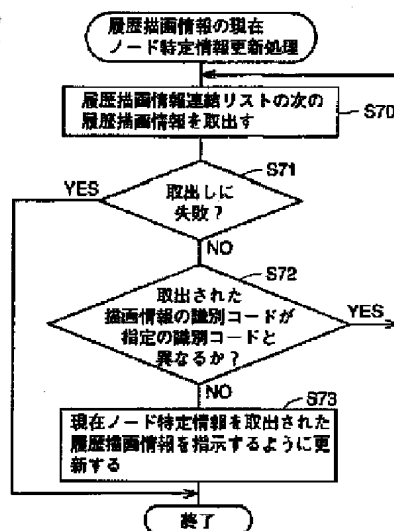 履歴描画情報の現在
ノード特定情報更新処理
履歴描画情報連結リストの次の
履歴描画情報を取出す
S70
S71
YES
取出しに
失敗？
NO
S72
取出された
描画情報の識別コードが
指定の識別コードと
異なるか？
YES
NO
S73
現在ノード特定情報を取出された
履歴描画情報を指示するように更
新する
終了